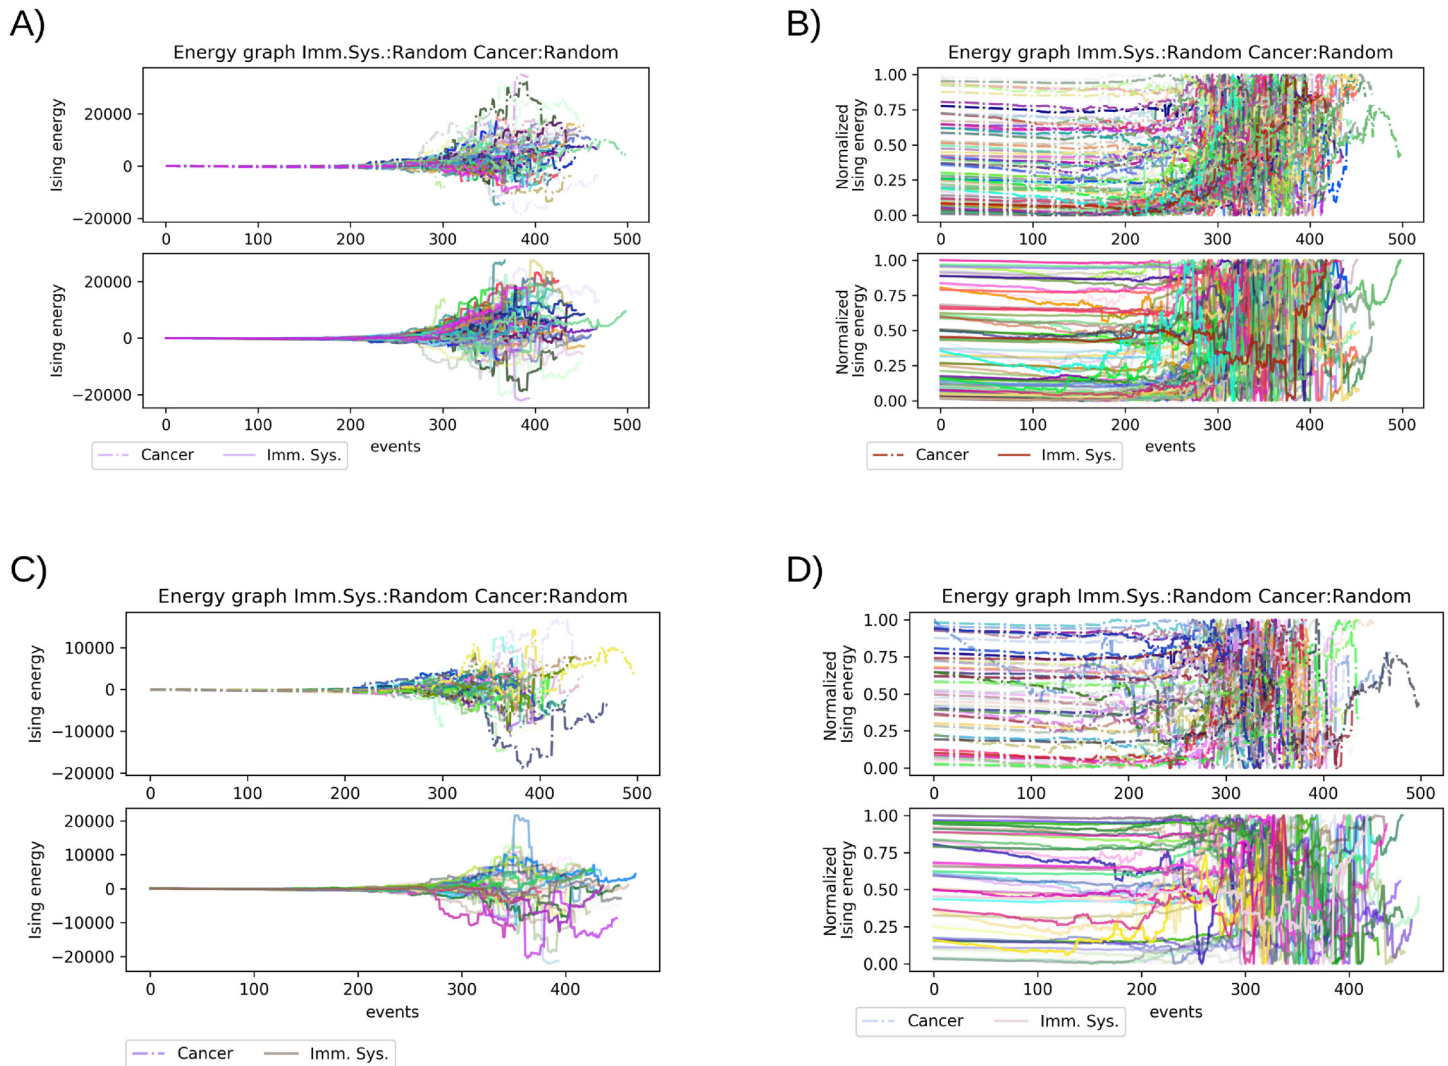 A)
Energy graph Imm.Sys.:Random Cancer:Random
Ising energy
20000
0
−20000
0 100 200 300 400 500
Ising energy
20000
0
−20000
0 100 200 300 400 500
events
Cancer Imm. Sys.
B)
Energy graph Imm.Sys.:Random Cancer:Random
Normalized
Ising energy
1.00
0.75
0.50
0.25
0.00
0 100 200 300 400 500
Normalized
Ising energy
1.00
0.75
0.50
0.25
0.00
0 100 200 300 400 500
events
Cancer Imm. Sys.
C)
Energy graph Imm.Sys.:Random Cancer:Random
Ising energy
10000
0
−10000
−20000
0 100 200 300 400 500
Ising energy
20000
10000
0
−10000
−20000
0 100 200 300 400
events
Cancer Imm. Sys.
D)
Energy graph Imm.Sys.:Random Cancer:Random
Normalized
Ising energy
1.00
0.75
0.50
0.25
0.00
0 100 200 300 400 500
Normalized
Ising energy
1.00
0.75
0.50
0.25
0.00
0 100 200 300 400
events
Cancer Imm. Sys.